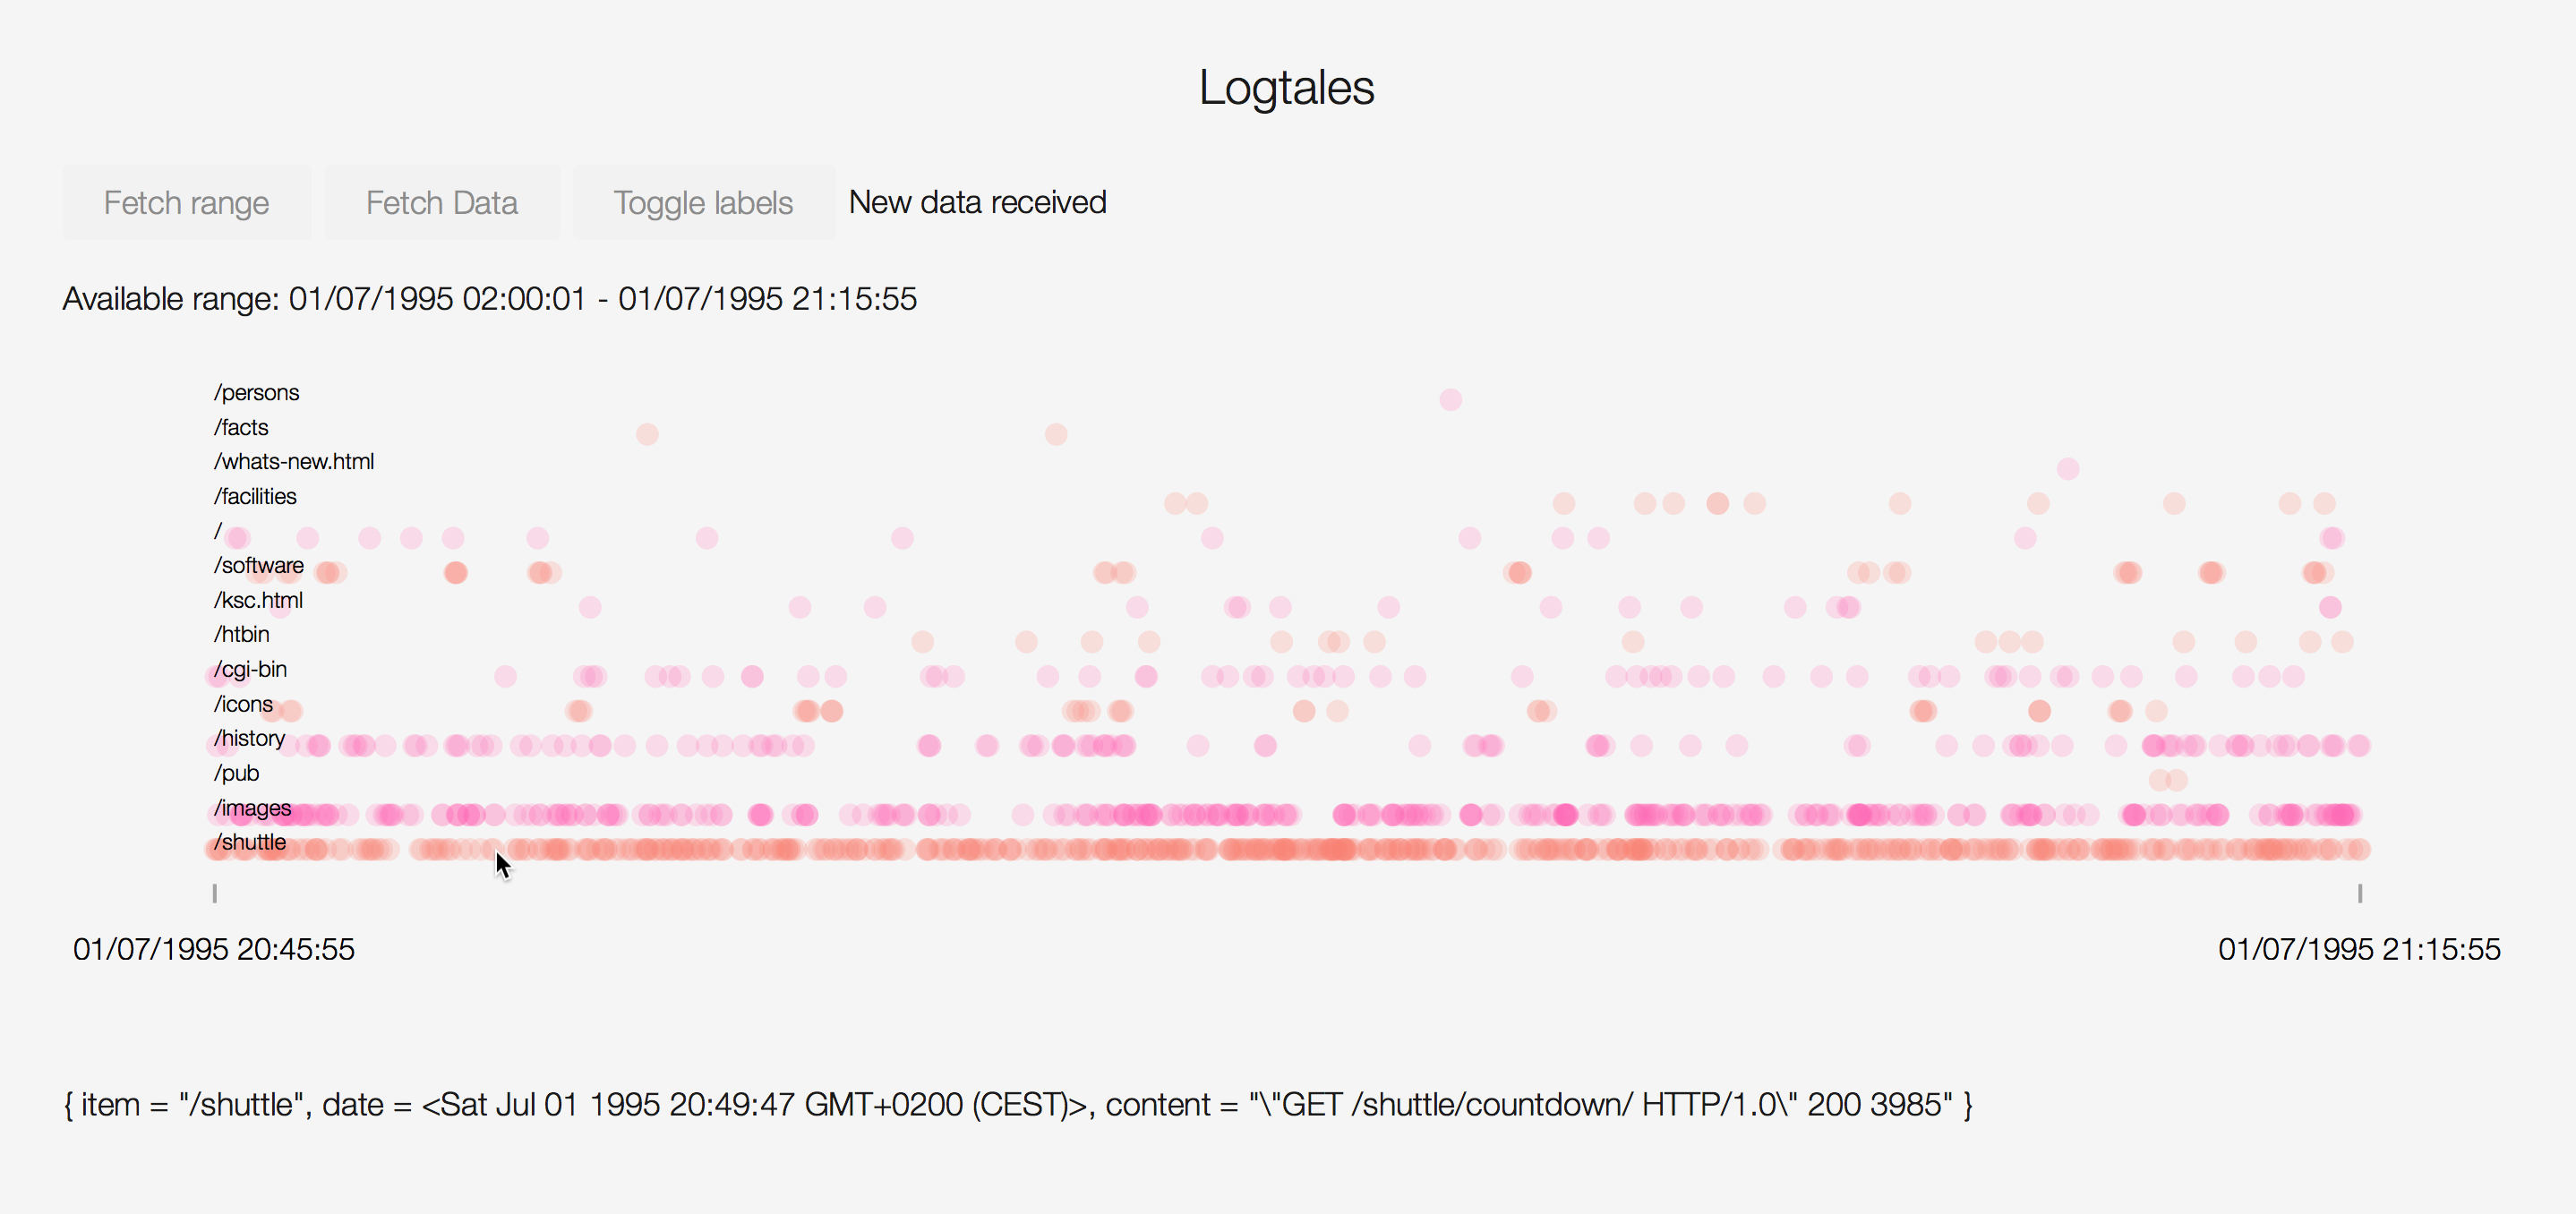 Logtales
Fetch range Fetch Data Toggle labels New data received
Available range: 01/07/1995 02:00:01 - 01/07/1995 21:15:55
/persons
/facts
/whats-new.html
/facilities
/
/software
/ksc.html
/htbin
/cgi-bin
/icons
/history
/pub
/images
/shuttle
01/07/1995 20:45:55 01/07/1995 21:15:55
{ item = "/shuttle", date = <Sat Jul 01 1995 20:49:47 GMT+0200 (CEST)>, content = "\"GET /shuttle/countdown/ HTTP/1.0\" 200 3985" }